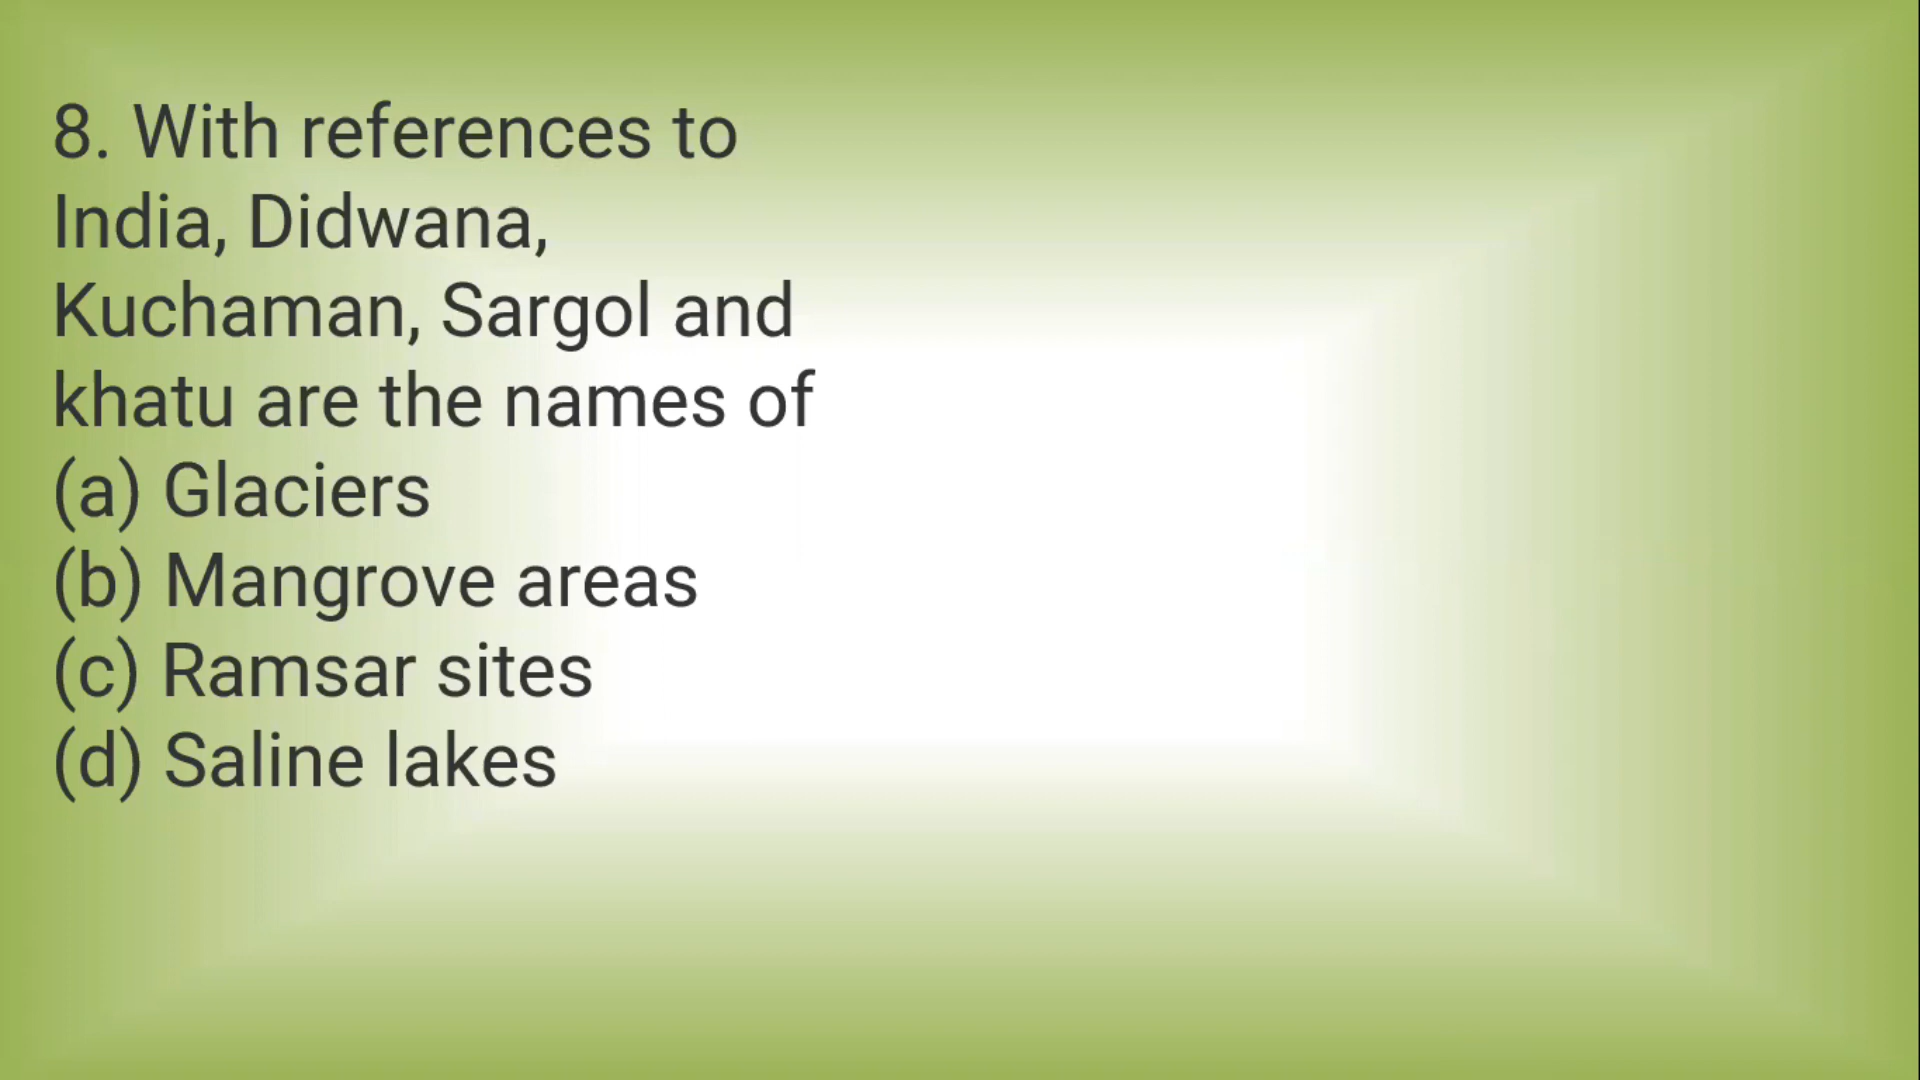 8. With references to
India, Didwana,
Kuchaman, Sargol and
khatu are the names of
(a) Glaciers
(b) Mangrove areas
(c) Ramsar sites
(d) Saline lakes